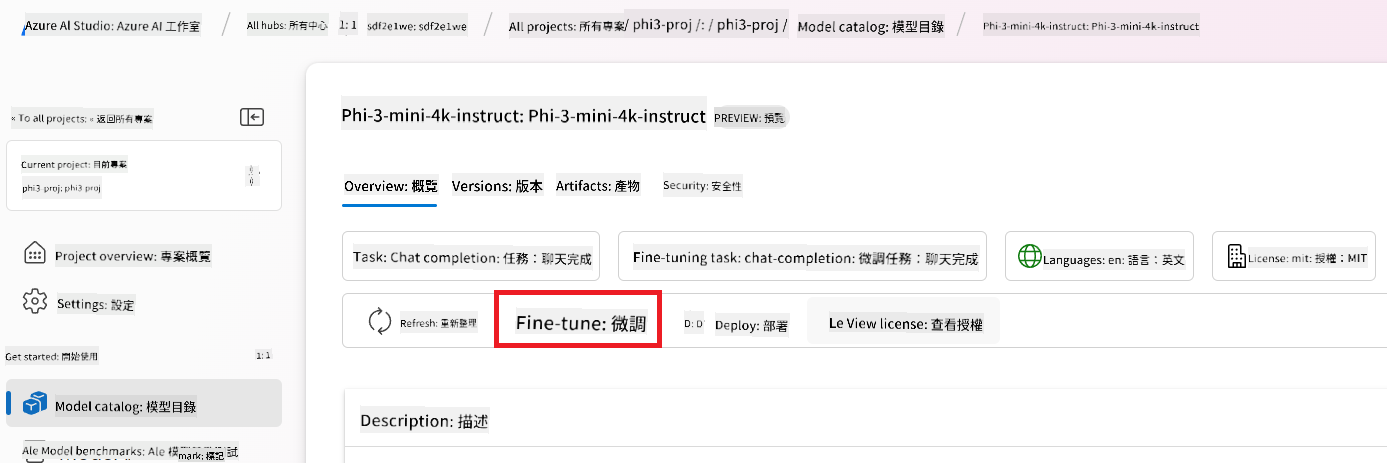 Azure AI Studio: Azure AI 工作室 / All hubs: 所有中心 1: 1 sdf2e1we: sdf2e1we / All projects: 所有專案/ phi3-proj /: / phi3-proj / Model catalog: 模型目錄 / Phi-3-mini-4k-instruct: Phi-3-mini-4k-instruct
« To all projects: « 返回所有專案
Current project: 目前專案
phi3-proj: phi3 proj
Project overview: 專案概覽
Settings: 設定
Get started: 開始使用 1: 1
Model catalog: 模型目錄
Ale Model benchmarks: Ale 模 試
mark: 標記
Phi-3-mini-4k-instruct: Phi-3-mini-4k-instruct PREVIEW: 預覧
Overview: 概覽 Versions: 版本 Artifacts: 產物 Security: 安全性
Task: Chat completion: 任務：聊天完成 Fine-tuning task: chat-completion: 微調任務：聊天完成 Languages: en: 語言：英文 License: mit: 授權：MIT
Refresh: 重新整理 Fine-tune: 微調 D: D Deploy: 部署 Le View license: 查看授權
Description: 描述